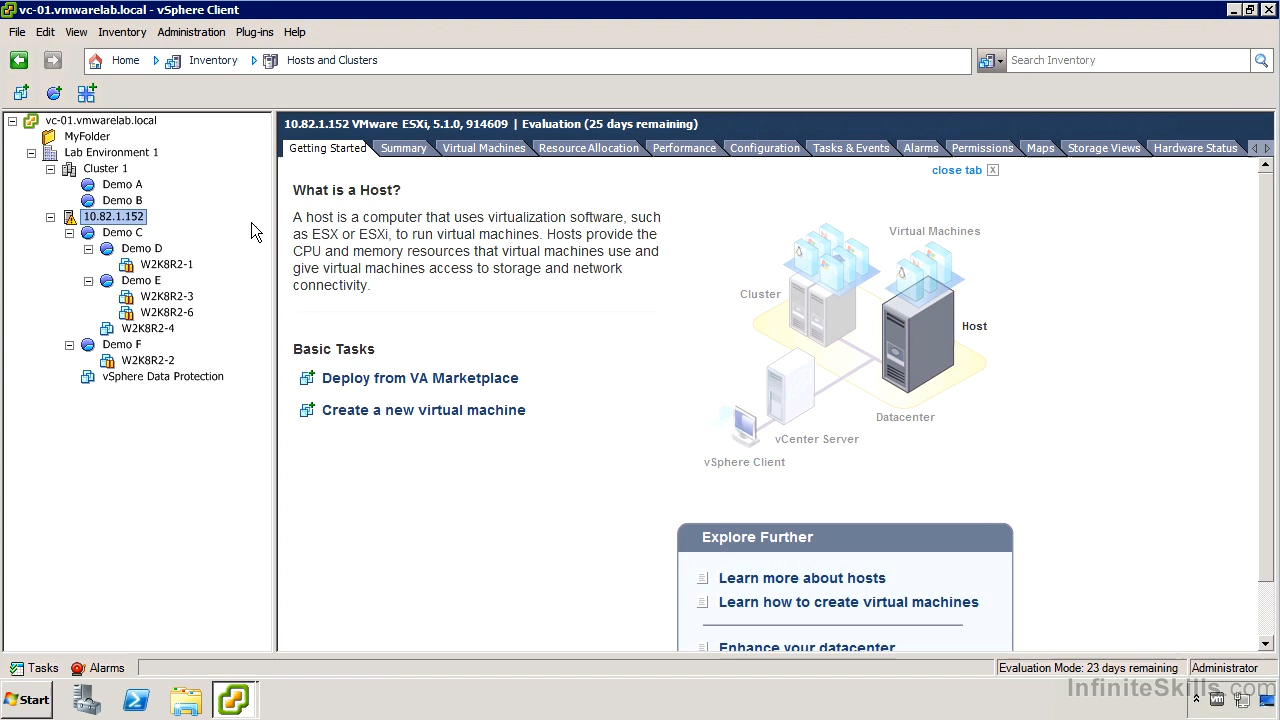 vc-01.vmwarelab.local - vSphere Client
File Edit View Inventory Administration Plug-ins Help
Home Inventory Hosts and Clusters Search Inventory
vc-01.vmwarelab.local
MyFolder
Lab Environment 1
Cluster 1
Demo A
Demo B
10.82.1.152
Demo C
Demo D
W2K8R2-1
Demo E
W2K8R2-3
W2K8R2-6
W2K8R2-4
Demo F
W2K8R2-2
vSphere Data Protection
10.82.1.152 VMware ESXi, 5.1.0, 914609 | Evaluation (25 days remaining)
Getting Started Summary Virtual Machines Resource Allocation Performance Configuration Tasks & Events Alarms Permissions Maps Storage Views Hardware Status
close tab X
What is a Host?
A host is a computer that uses virtualization software, such
as ESX or ESXi, to run virtual machines. Hosts provide the
CPU and memory resources that virtual machines use and
give virtual machines access to storage and network
connectivity.
Virtual Machines
Cluster
Host
Datacenter
vCenter Server
vSphere Client
Basic Tasks
Deploy from VA Marketplace
Create a new virtual machine
Explore Further
Learn more about hosts
Learn how to create virtual machines
Enhance your datacenter
Tasks Alarms Evaluation Mode: 23 days remaining Administrator
Start
InfiniteSkills.com